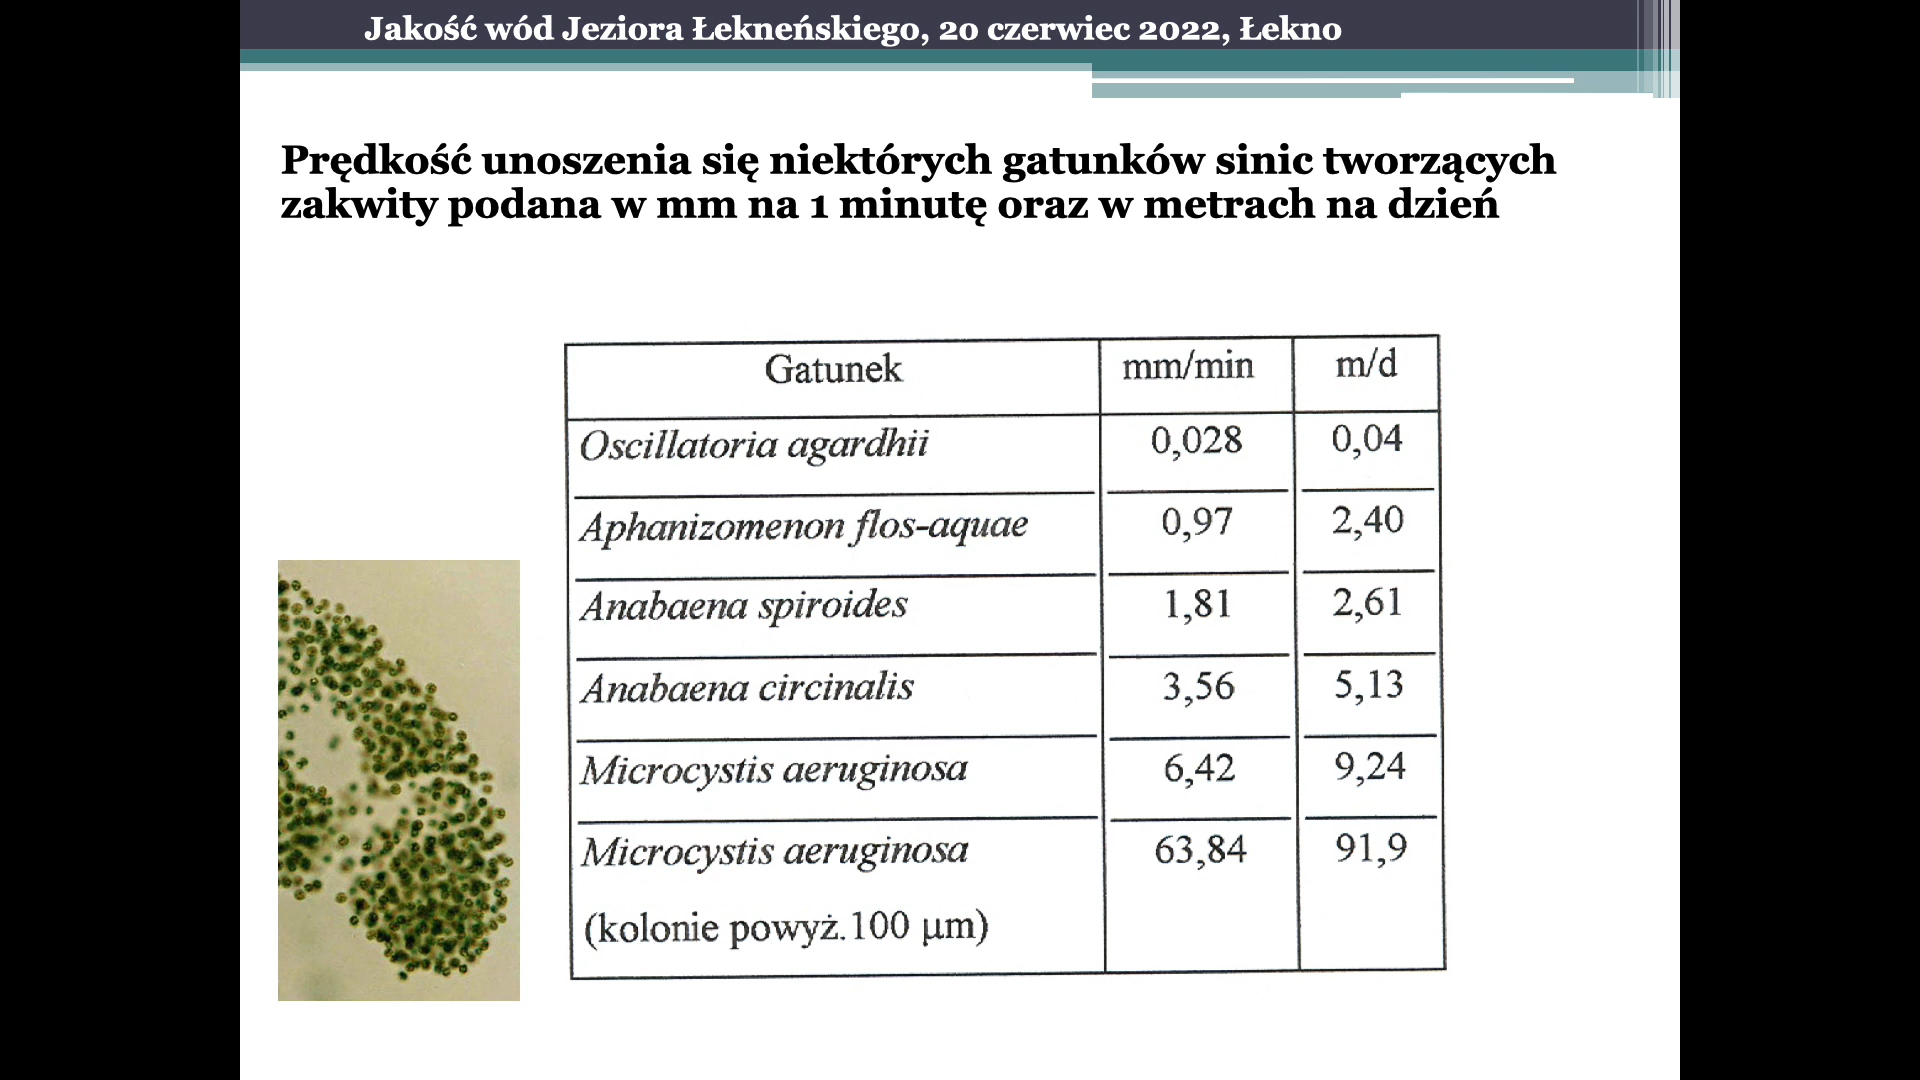 Jakość wód Jeziora Łekneńskiego, 20 czerwiec 2022, Łekno
Prędkość unoszenia się niektórych gatunków sinic tworzących
zakwity podana w mm na 1 minutę oraz w metrach na dzień
Gatunek mm/min m/d
Oscillatoria agardhii 0,028 0,04
Aphanizomenon flos-aquae 0,97 2,40
Anabaena spiroides 1,81 2,61
Anabaena circinalis 3,56 5,13
Microcystis aeruginosa 6,42 9,24
Microcystis aeruginosa 63,84 91,9
(kolonie powyż.100 μm)